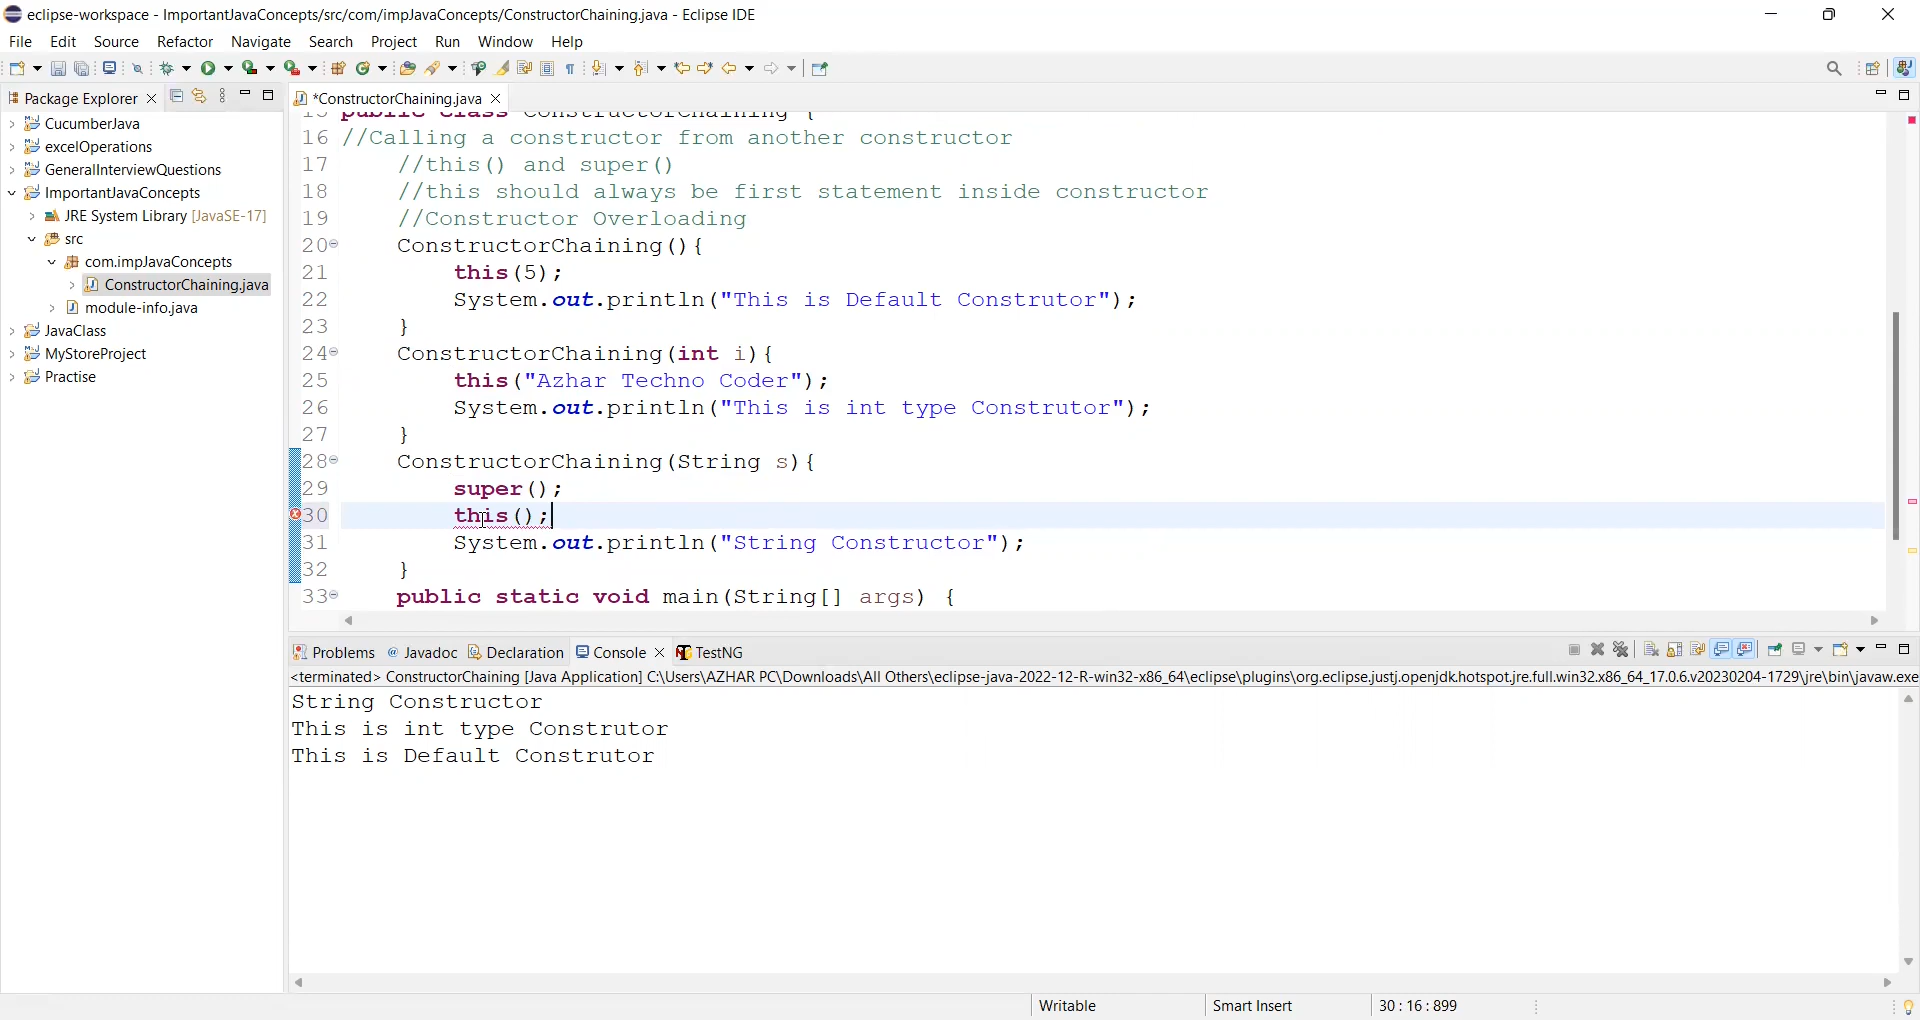 eclipse-workspace - ImportantJavaConcepts/src/com/impJavaConcepts/ConstructorChaining.java - Eclipse IDE
File Edit Source Refactor Navigate Search Project Run Window Help
Package Explorer
*ConstructorChaining.java
CucumberJava
excelOperations
GeneralInterviewQuestions
ImportantJavaConcepts
JRE System Library [JavaSE-17]
src
com.impJavaConcepts
ConstructorChaining.java
module-info.java
JavaClass
MyStoreProject
Practise
15 public class ConstructorChaining {
16 //Calling a constructor from another constructor
17 //this() and super()
18 //this should always be first statement inside constructor
19 //Constructor Overloading
20 ConstructorChaining(){
21 this(5);
22 System.out.println("This is Default Construtor");
23 }
24 ConstructorChaining(int i){
25 this("Azhar Techno Coder");
26 System.out.println("This is int type Construtor");
27 }
28 ConstructorChaining(String s){
29 super();
30 this();
31 System.out.println("String Constructor");
32 }
33 public static void main(String[] args) {
Problems @ Javadoc Declaration Console TestNG
<terminated> ConstructorChaining [Java Application] C:\Users\AZHAR PC\Downloads\All Others\eclipse-java-2022-12-R-win32-x86_64\eclipse\plugins\org.eclipse.justj.openjdk.hotspot.jre.full.win32.x86_64_17.0.6.v20230204-1729\jre\bin\javaw.exe
String Constructor
This is int type Construtor
This is Default Construtor
Writable Smart Insert 30 : 16 : 899